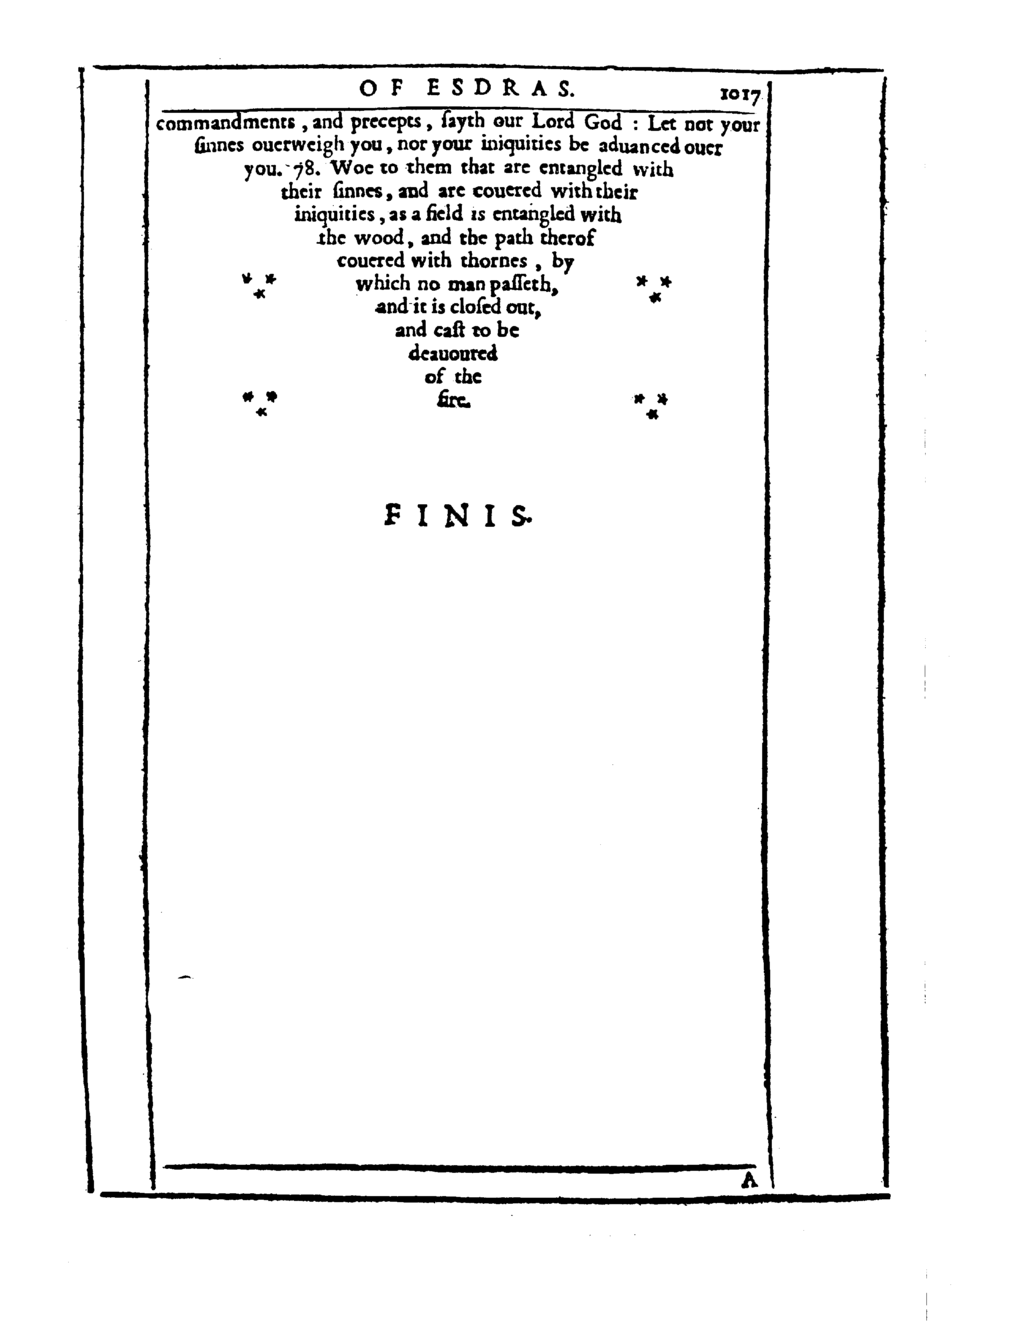 OF ESDRAS. 1017
commandments , and precepts , ſayth our Lord God : Let not your
ſinnes ouerweigh you , nor your iniquities be aduanced ouer
you. 78. Woe to them that are entangled with
their ſinnes , and are couered with their
iniquities , as a field is entangled with
the wood , and the path therof
couered with thornes , by
which no man paſſeth,
and it is cloſed out,
and caſt to be
deauoured
of the
fire.
FINIS.
A